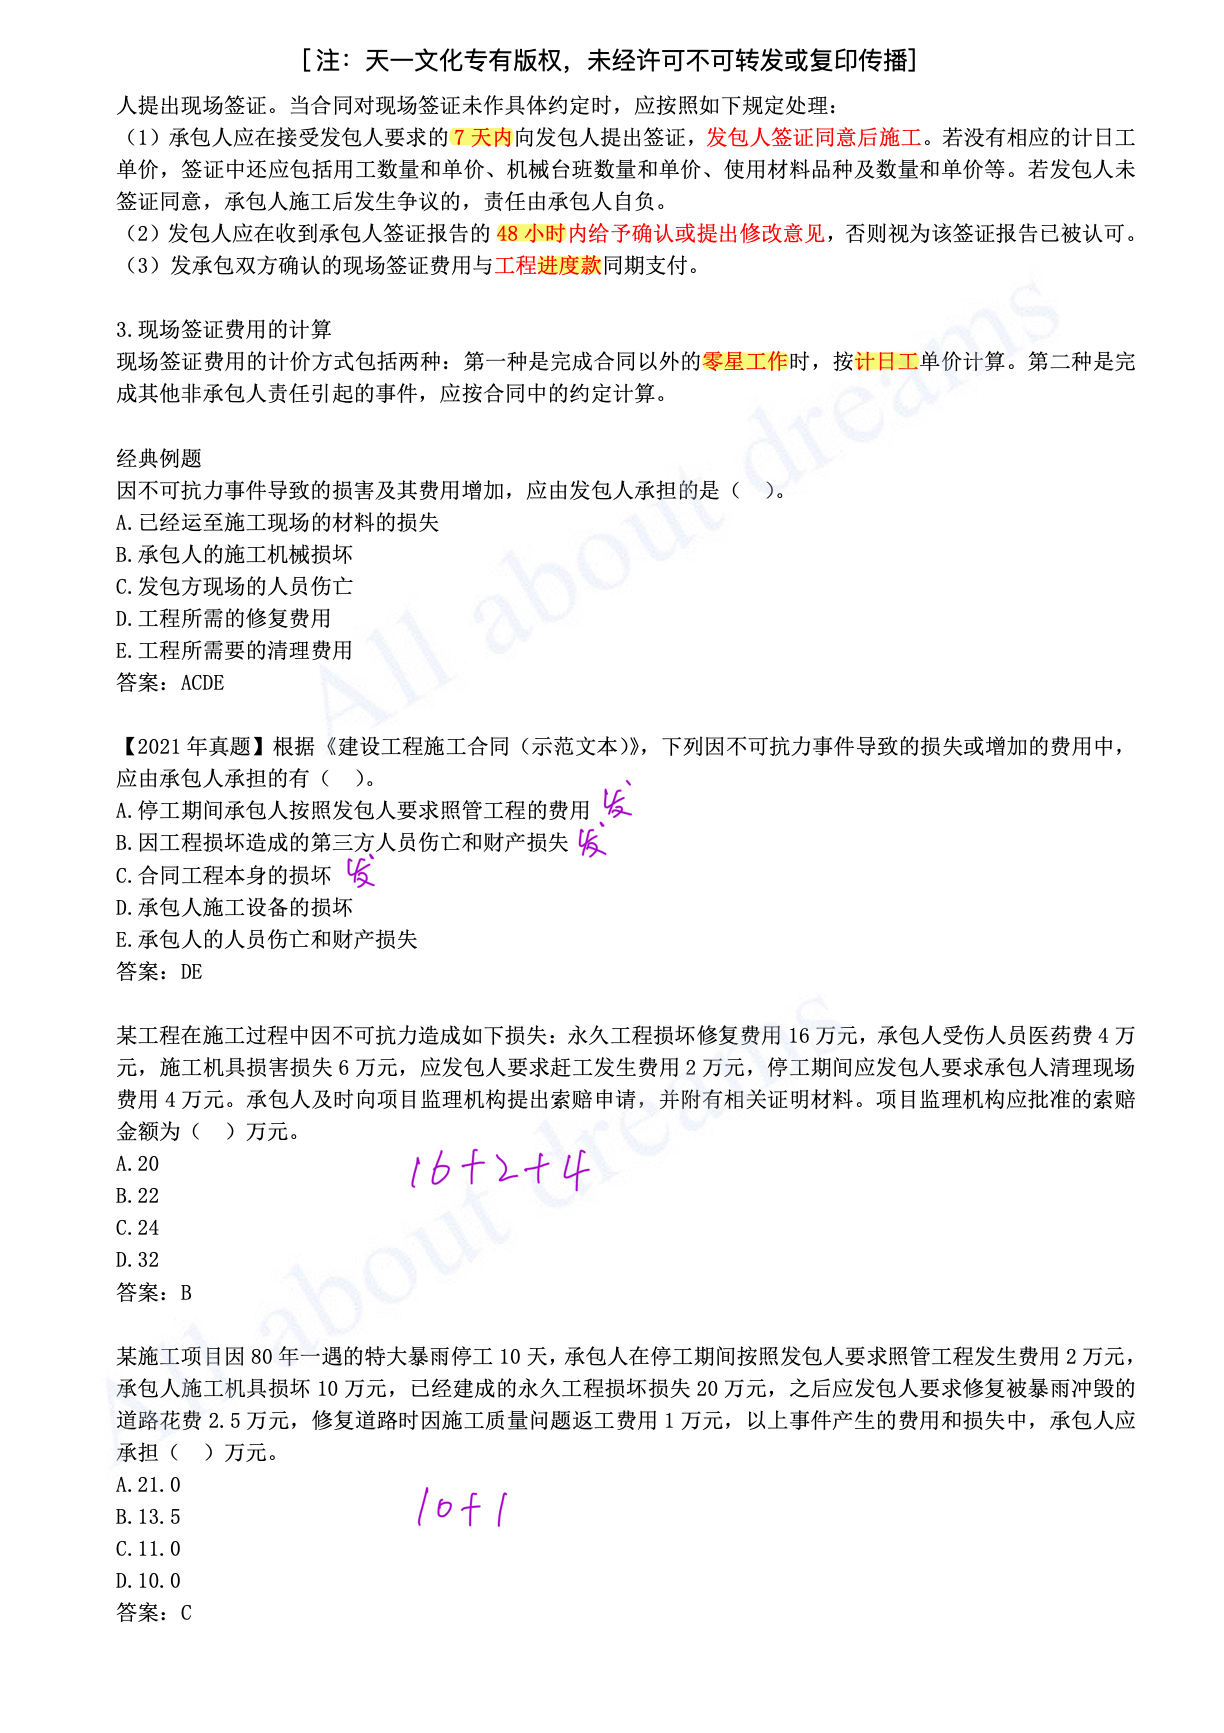 [注：天一文化专有版权，未经许可不可转发或复印传播]
人提出现场签证。当合同对现场签证未作具体约定时，应按照如下规定处理：
（1）承包人应在接受发包人要求的 7 天内向发包人提出签证，发包人签证同意后施工。若没有相应的计日工
单价，签证中还应包括用工数量和单价、机械台班数量和单价、使用材料品种及数量和单价等。若发包人未
签证同意，承包人施工后发生争议的，责任由承包人自负。
（2）发包人应在收到承包人签证报告的 48 小时内给予确认或提出修改意见，否则视为该签证报告已被认可。
（3）发承包双方确认的现场签证费用与工程进度款同期支付。
3.现场签证费用的计算
现场签证费用的计价方式包括两种：第一种是完成合同以外的零星工作时，按计日工单价计算。第二种是完
成其他非承包人责任引起的事件，应按合同中的约定计算。
经典例题
因不可抗力事件导致的损害及其费用增加，应由发包人承担的是（ ）。
A.已经运至施工现场的材料的损失
B.承包人的施工机械损坏
C.发包方现场的人员伤亡
D.工程所需的修复费用
E.工程所需要的清理费用
答案：ACDE
【2021 年真题】根据《建设工程施工合同（示范文本）》，下列因不可抗力事件导致的损失或增加的费用中，
应由承包人承担的有（ ）。
A.停工期间承包人按照发包人要求照管工程的费用 发
B.因工程损坏造成的第三方人员伤亡和财产损失 发
C.合同工程本身的损坏 发
D.承包人施工设备的损坏
E.承包人的人员伤亡和财产损失
答案：DE
某工程在施工过程中因不可抗力造成如下损失：永久工程损坏修复费用 16 万元，承包人受伤人员医药费 4 万
元，施工机具损害损失 6 万元，应发包人要求赶工发生费用 2 万元，停工期间应发包人要求承包人清理现场
费用 4 万元。承包人及时向项目监理机构提出索赔申请，并附有相关证明材料。项目监理机构应批准的索赔
金额为（ ）万元。
A.20
16+2+4
B.22
C.24
D.32
答案：B
某施工项目因 80 年一遇的特大暴雨停工 10 天，承包人在停工期间按照发包人要求照管工程发生费用 2 万元，
承包人施工机具损坏 10 万元，已经建成的永久工程损坏损失 20 万元，之后应发包人要求修复被暴雨冲毁的
道路花费 2.5 万元，修复道路时因施工质量问题返工费用 1 万元，以上事件产生的费用和损失中，承包人应
承担（ ）万元。
A.21.0
10+1
B.13.5
C.11.0
D.10.0
答案：C
All about dreams
All about dreams